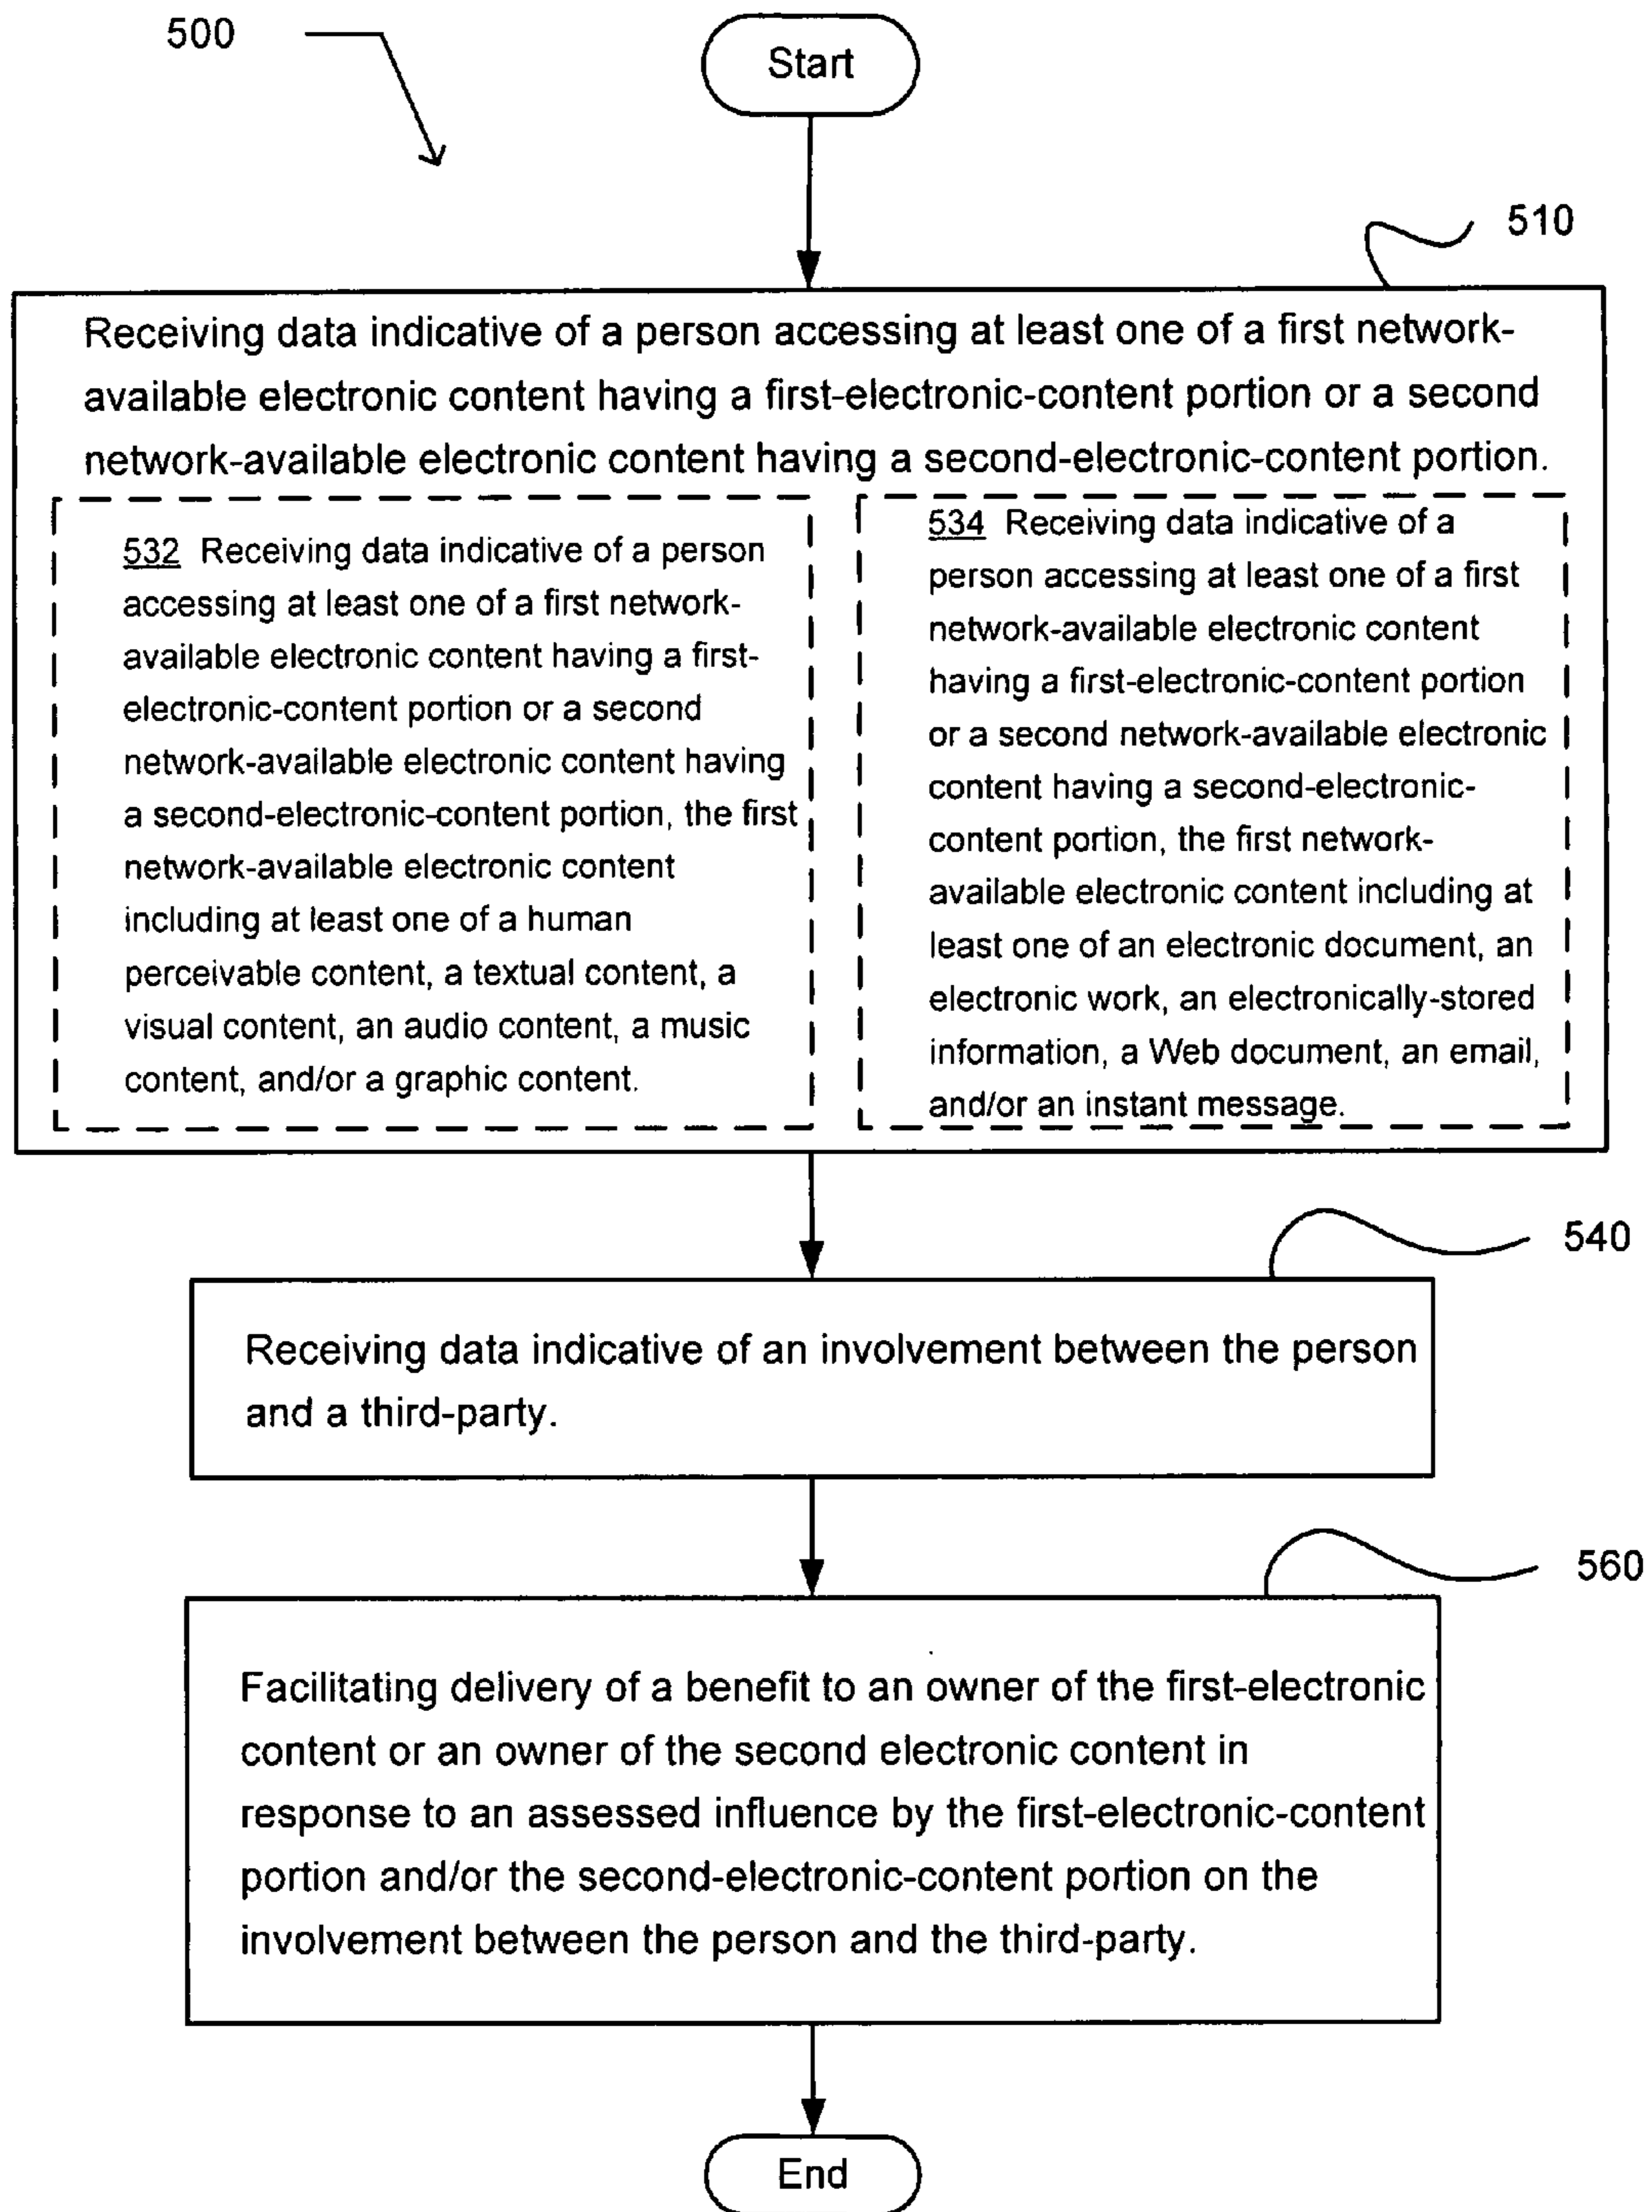 500
Start
510
Receiving data indicative of a person accessing at least one of a first network-
available electronic content having a first-electronic-content portion or a second
network-available electronic content having a second-electronic-content portion.
532 Receiving data indicative of a person
accessing at least one of a first network-
available electronic content having a first-
electronic-content portion or a second
network-available electronic content having
a second-electronic-content portion, the first
network-available electronic content
including at least one of a human
perceivable content, a textual content, a
visual content, an audio content, a music
content, and/or a graphic content.
534 Receiving data indicative of a
person accessing at least one of a first
network-available electronic content
having a first-electronic-content portion
or a second network-available electronic
content having a second-electronic-
content portion, the first network-
available electronic content including at
least one of an electronic document, an
electronic work, an electronically-stored
information, a Web document, an email,
and/or an instant message.
540
Receiving data indicative of an involvement between the person
and a third-party.
560
Facilitating delivery of a benefit to an owner of the first-electronic
content or an owner of the second electronic content in
response to an assessed influence by the first-electronic-content
portion and/or the second-electronic-content portion on the
involvement between the person and the third-party.
End